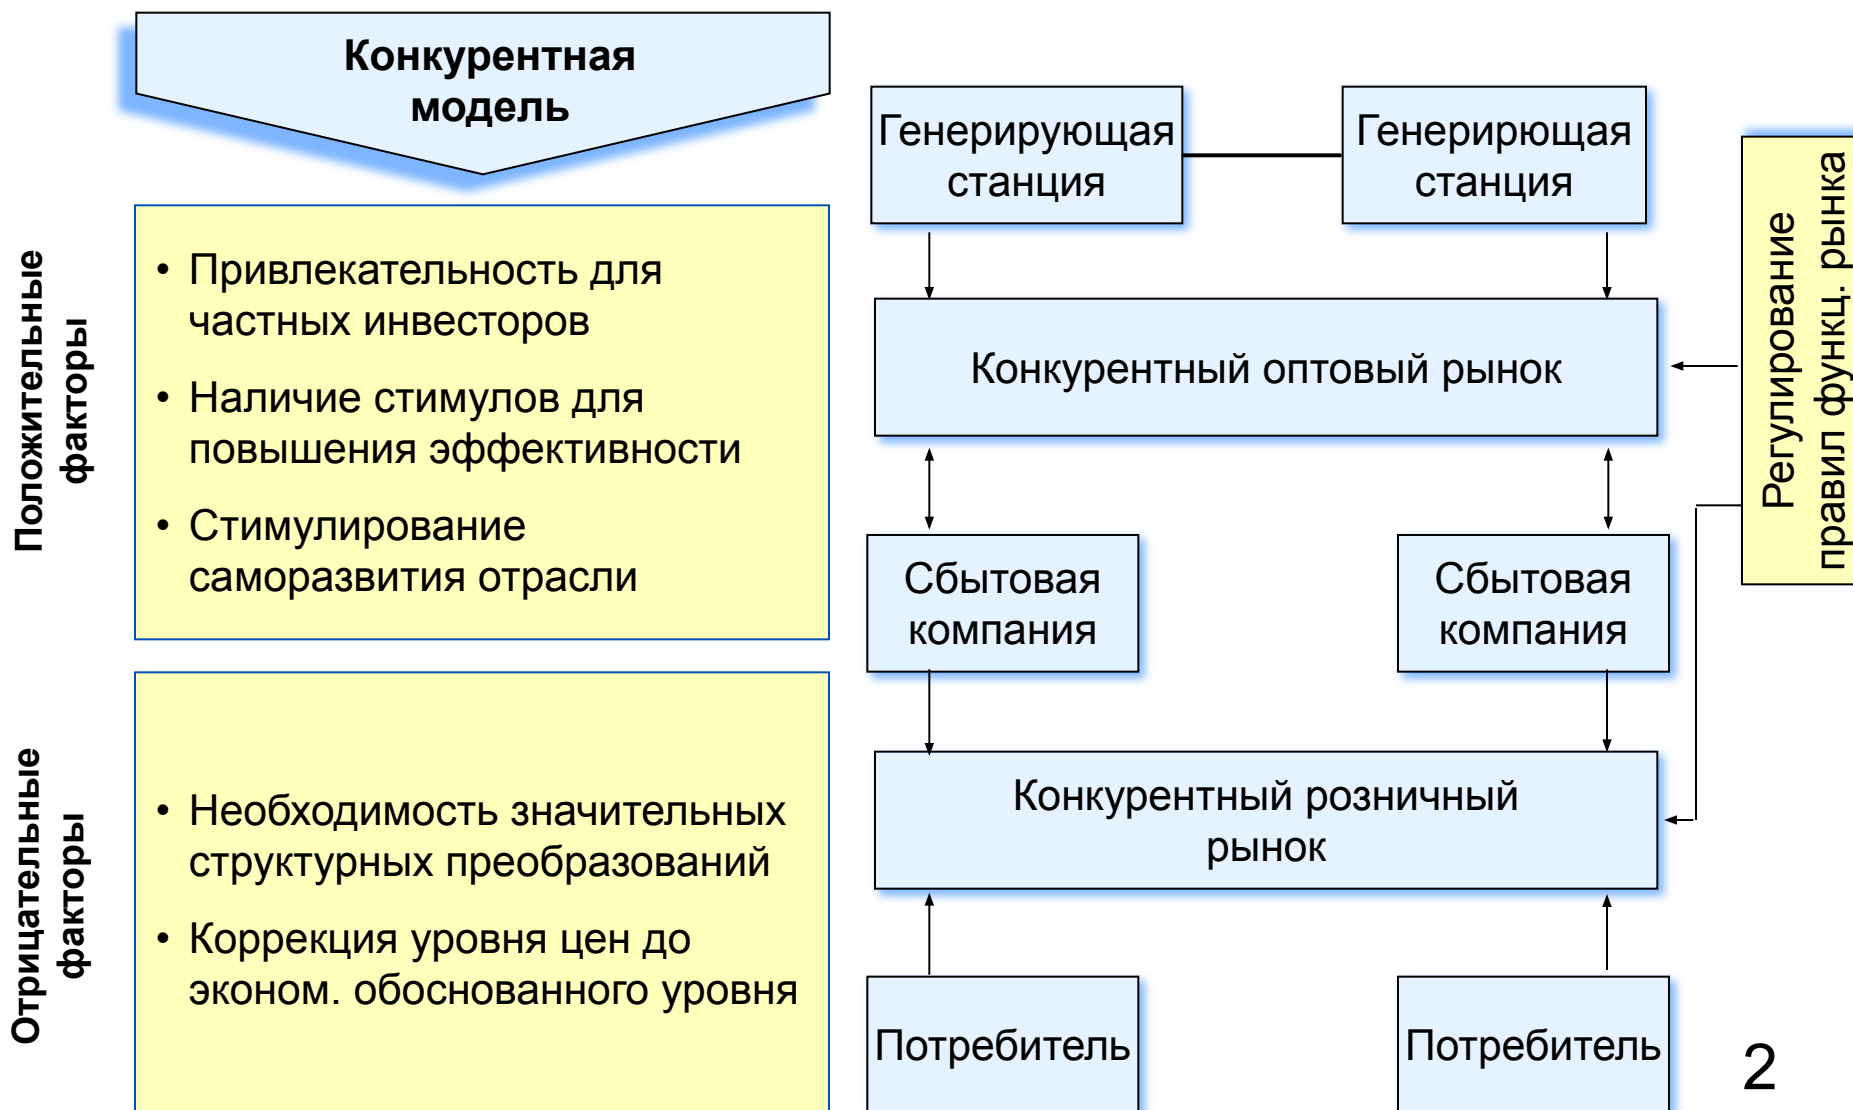 Конкурентная
модель
Положительные
факторы
• Привлекательность для
частных инвесторов
• Наличие стимулов для
повышения эффективности
• Стимулирование
саморазвития отрасли
Отрицательные
факторы
• Необходимость значительных
структурных преобразований
• Коррекция уровня цен до
эконом. обоснованного уровня
Генерирующая
станция
Генерирющая
станция
Конкурентный оптовый рынок
Сбытовая
компания
Сбытовая
компания
Конкурентный розничный
рынок
Потребитель
Потребитель
Регулирование
правил функц. рынка
2